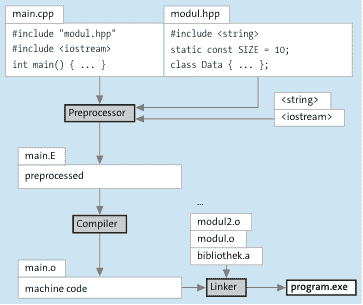 main.cpp
modul.hpp
#include "modul.hpp"
#include <iostream>
int main() { ... }
#include <string>
static const SIZE = 10;
class Data { ... };
Preprocessor
<string>
<iostream>
main.E
preprocessed
Compiler
...
modul2.o
modul.o
bibliothek.a
main.o
machine code
Linker
program.exe